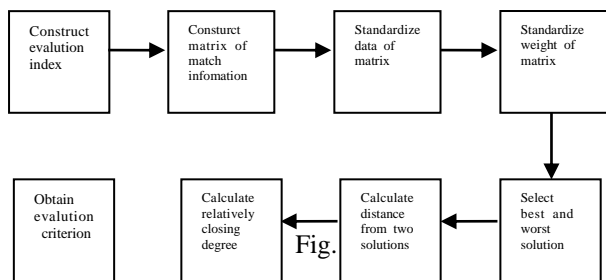 Construct
evalution
index
Consturct
matrix of
match
infomation
Standardize
data of
matrix
Standardize
weight of
matrix
Select
best and
worst
solution
Calculate
distance
from two
solutions
Calculate
relatively
closing
degree
Obtain
evalution
criterion
Fig.